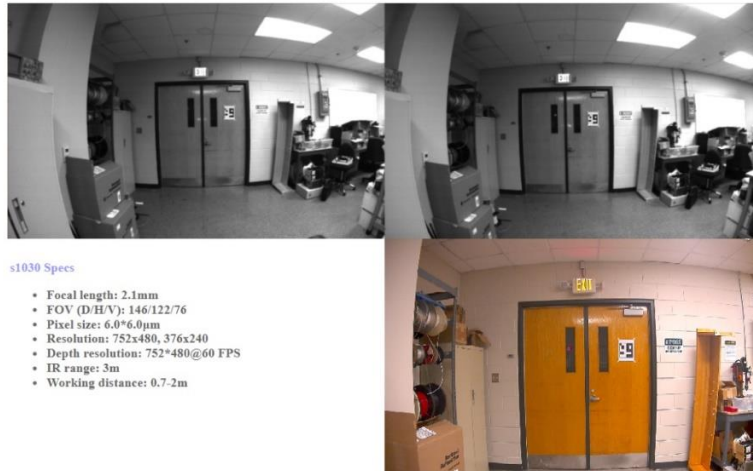 EXIT
s1030 Specs
• Focal length: 2.1mm
• FOV (D/H/V): 146/122/76
• Pixel size: 6.0*6.0μm
• Resolution: 752x480, 376x240
• Depth resolution: 752*480@60 FPS
• IR range: 3m
• Working distance: 0.7-2m